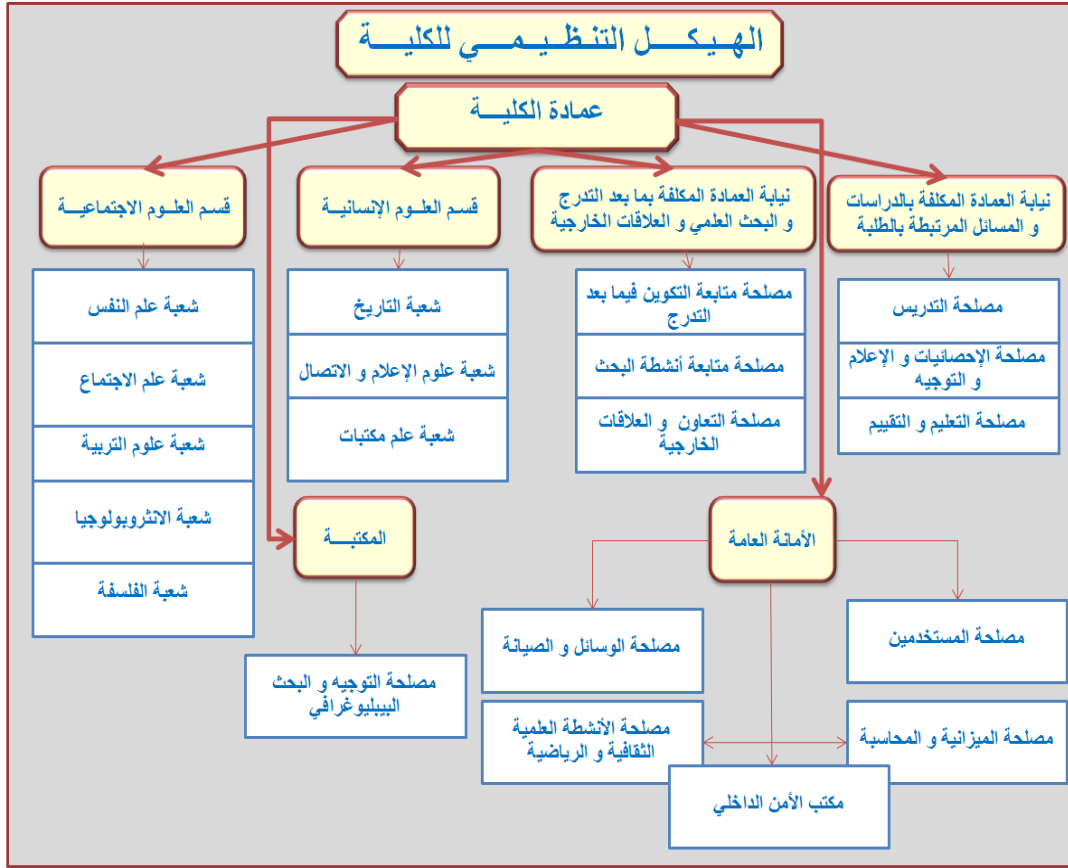 الهيكل التنظيمي للكلية
عمادة الكلية
نيابة العمادة المكلفة بالدراسات
و المسائل المرتبطة بالطلبة
نيابة العمادة المكلفة بما بعد التدرج
و البحث العلمي و العلاقات الخارجية
قسم العلوم الإنسانية
قسم العلوم الاجتماعية
مصلحة التدريس
مصلحة الإحصائيات و الإعلام
و التوجيه
مصلحة التعليم و التقييم
مصلحة متابعة التكوين فيما بعد
التدرج
مصلحة متابعة أنشطة البحث
مصلحة التعاون و العلاقات
الخارجية
شعبة التاريخ
شعبة علوم الإعلام و الاتصال
شعبة علم مكتبات
شعبة علم النفس
شعبة علم الاجتماع
شعبة علوم التربية
شعبة الانثروبولوجيا
شعبة الفلسفة
الأمانة العامة
المكتبة
مصلحة المستخدمين
مصلحة الوسائل و الصيانة
مصلحة التوجيه و البحث
البيبليوغرافي
مصلحة الميزانية و المحاسبة
مصلحة الأنشطة العلمية
الثقافية و الرياضية
مكتب الأمن الداخلي